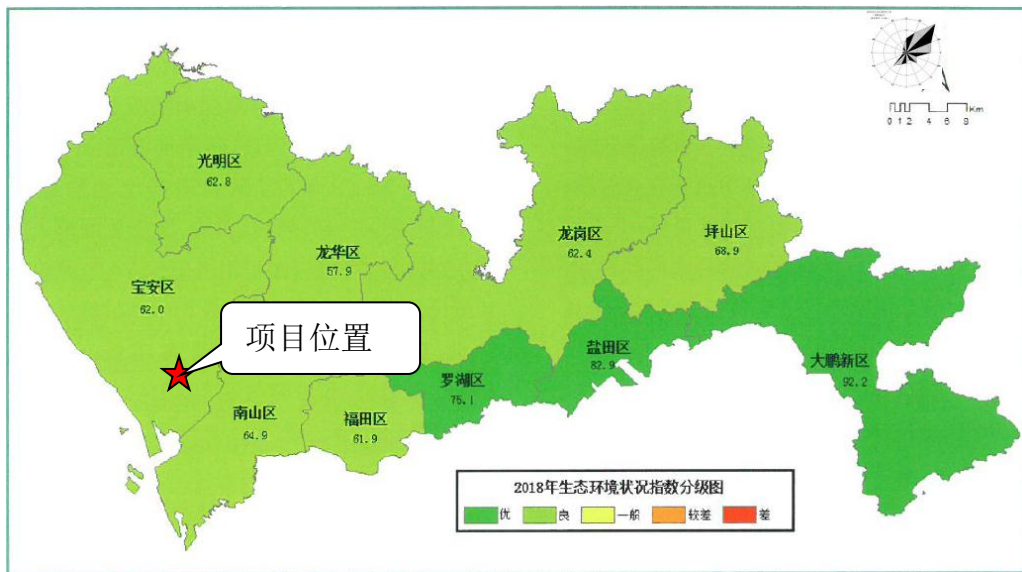 Km
0 1 2 4 6 8
光明区
62.8
龙华区
57.9
龙岗区
62.4
坪山区
68.9
宝安区
62.0
项目位置
盐田区
82.9
大鹏新区
92.2
罗湖区
75.1
南山区
64.9
福田区
61.9
2018年生态环境状况指数分级图
优 良 一般 较差 差